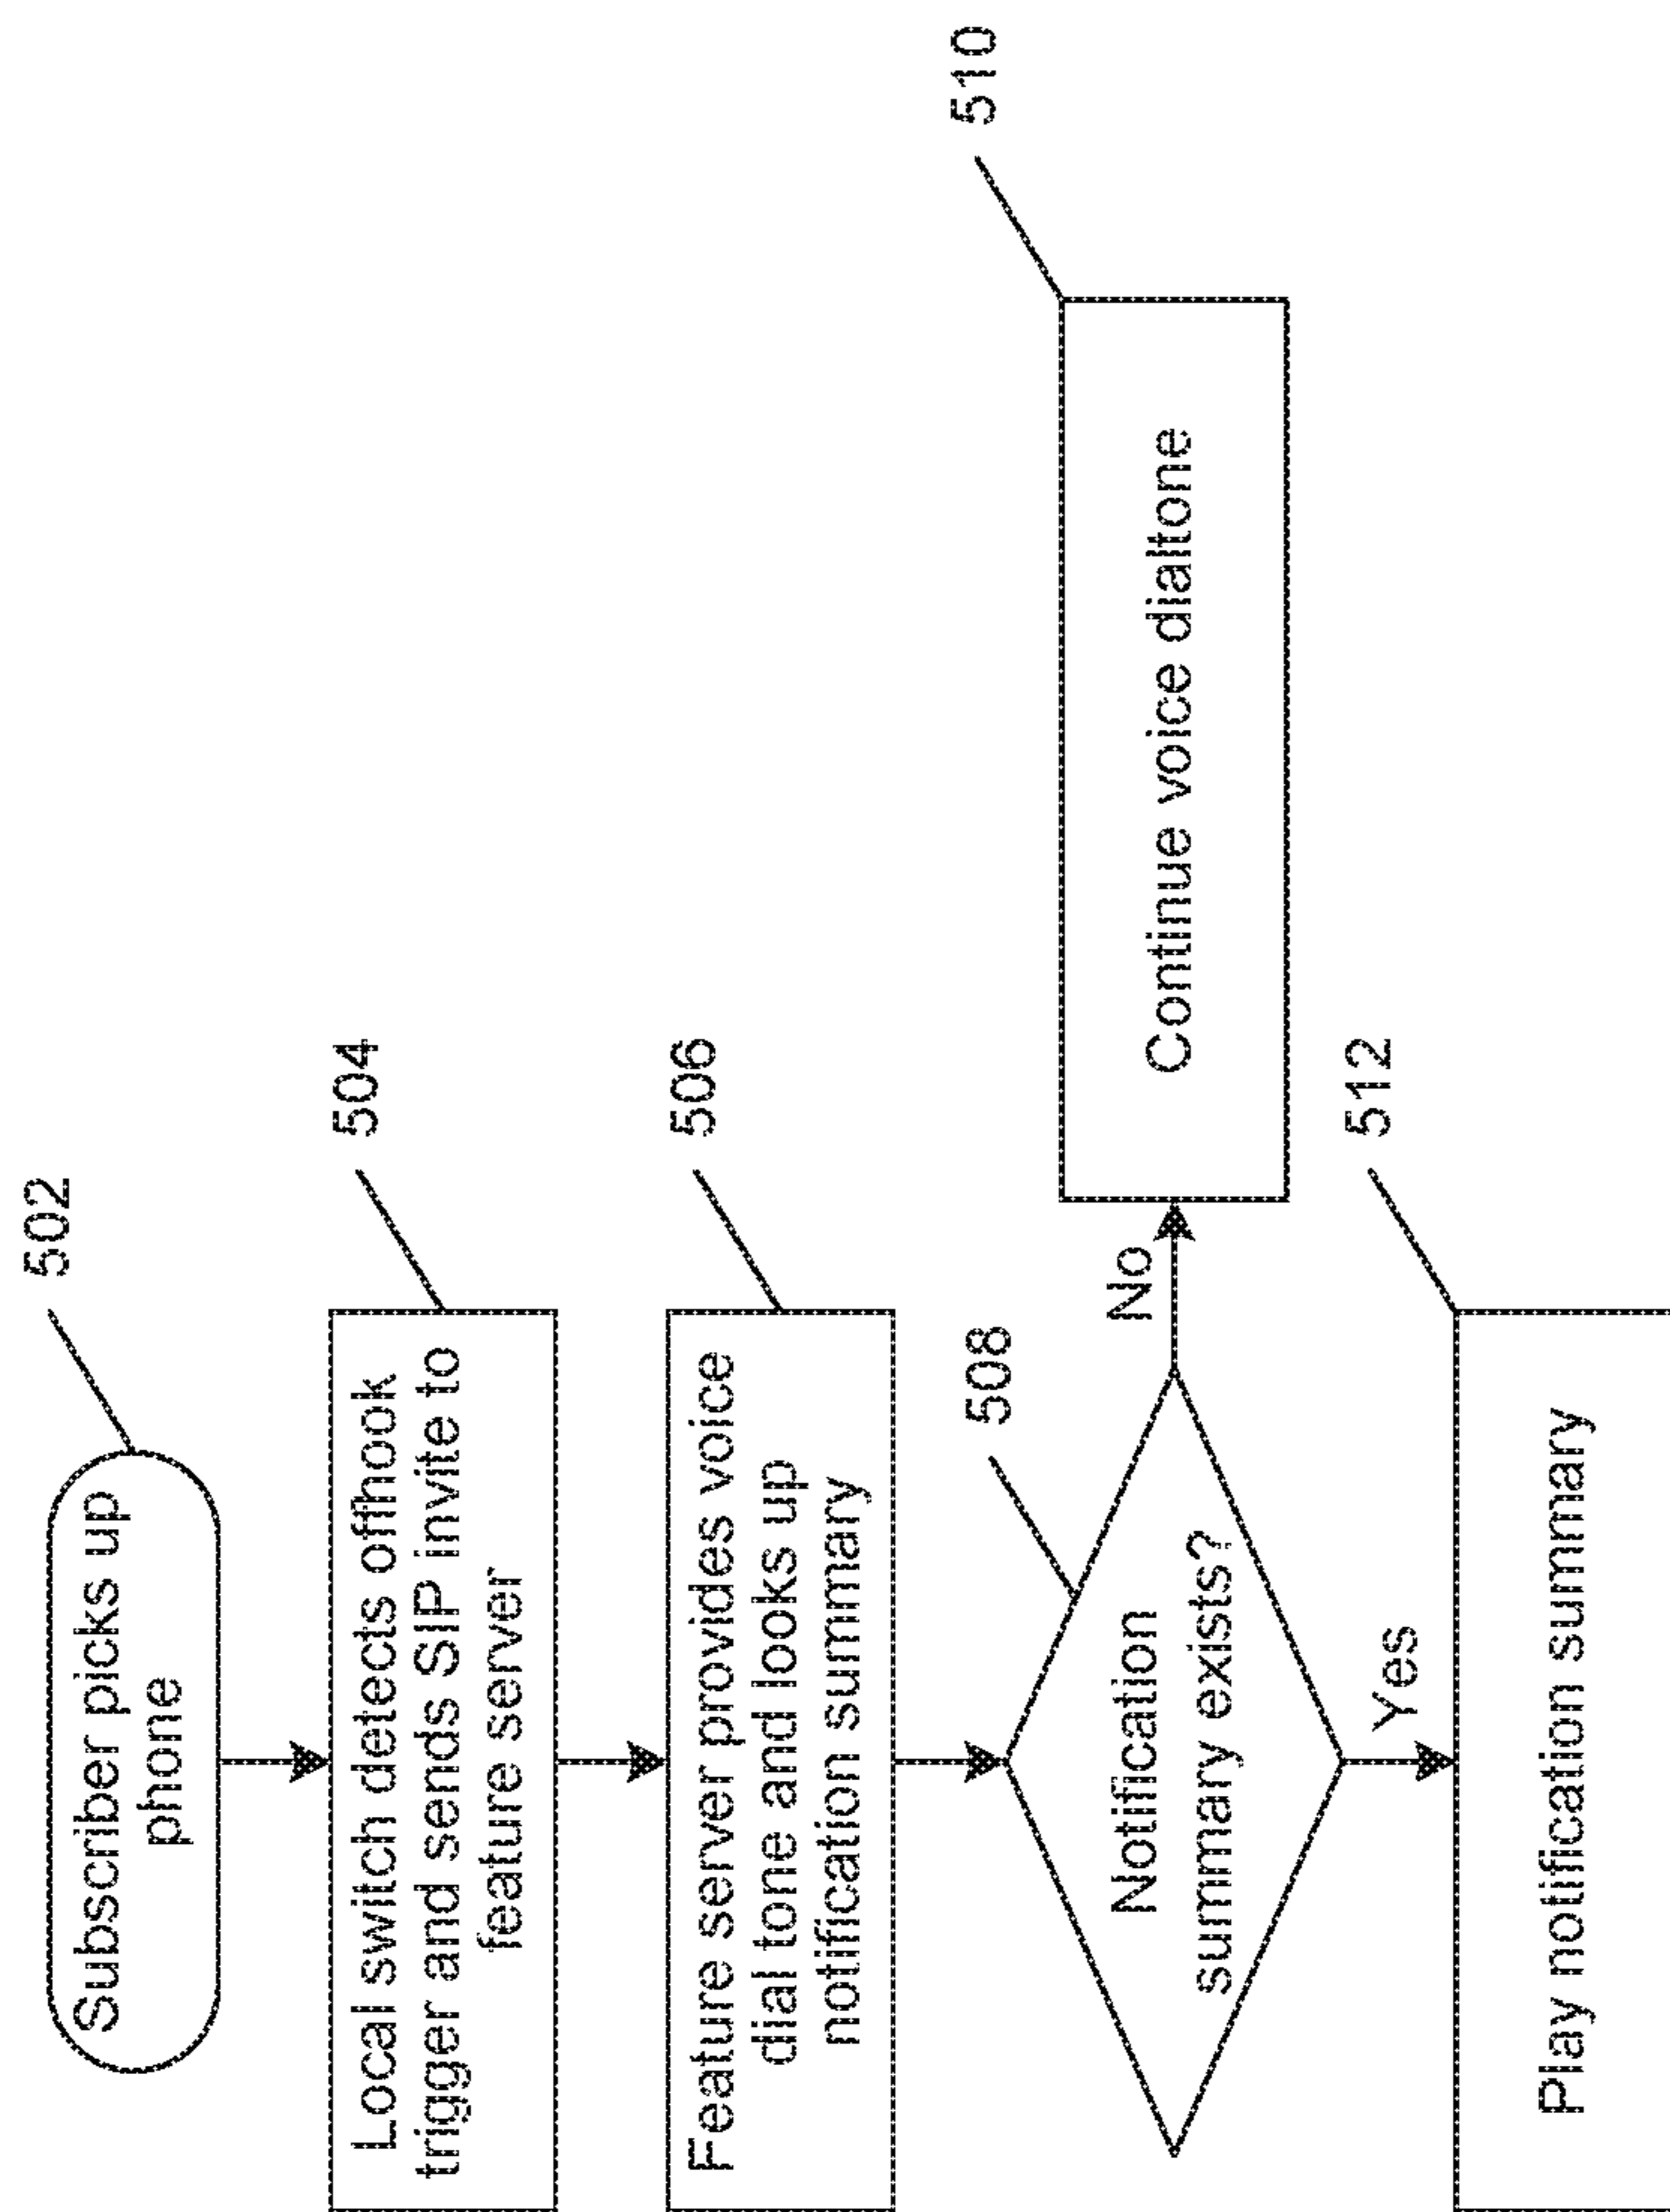 502
Subscriber picks up
phone
504
Local switch detects offhook
trigger and sends SIP invite to
feature server
506
Feature server provides voice
dial tone and looks up
notification summary
508
Notification
summary exists?
No
510
Continue voice dialtone
Yes
512
Play notification summary